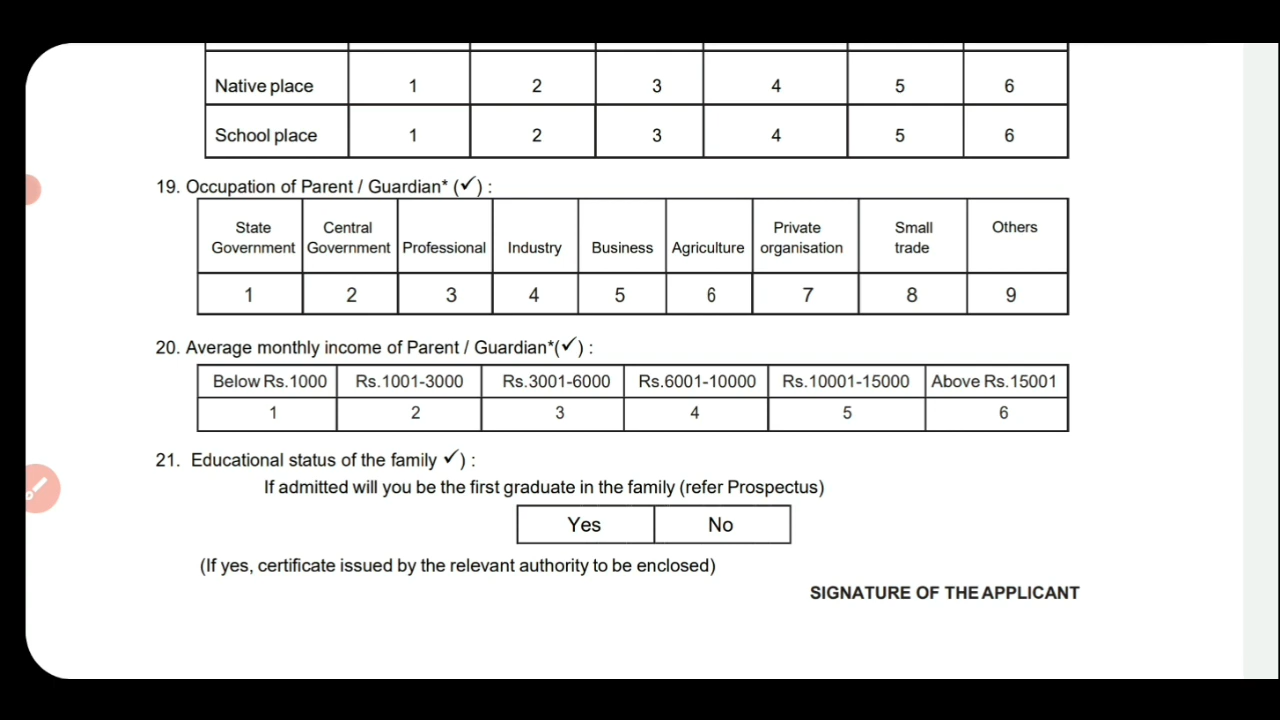 Native place 1 2 3 4 5 6
School place 1 2 3 4 5 6
19. Occupation of Parent / Guardian* (✓) :
State Government Central Government Professional Industry Business Agriculture Private organisation Small trade Others
1 2 3 4 5 6 7 8 9
20. Average monthly income of Parent / Guardian*(✓) :
Below Rs.1000 Rs.1001-3000 Rs.3001-6000 Rs.6001-10000 Rs.10001-15000 Above Rs.15001
1 2 3 4 5 6
21. Educational status of the family ✓) :
If admitted will you be the first graduate in the family (refer Prospectus)
Yes No
(If yes, certificate issued by the relevant authority to be enclosed)
SIGNATURE OF THE APPLICANT